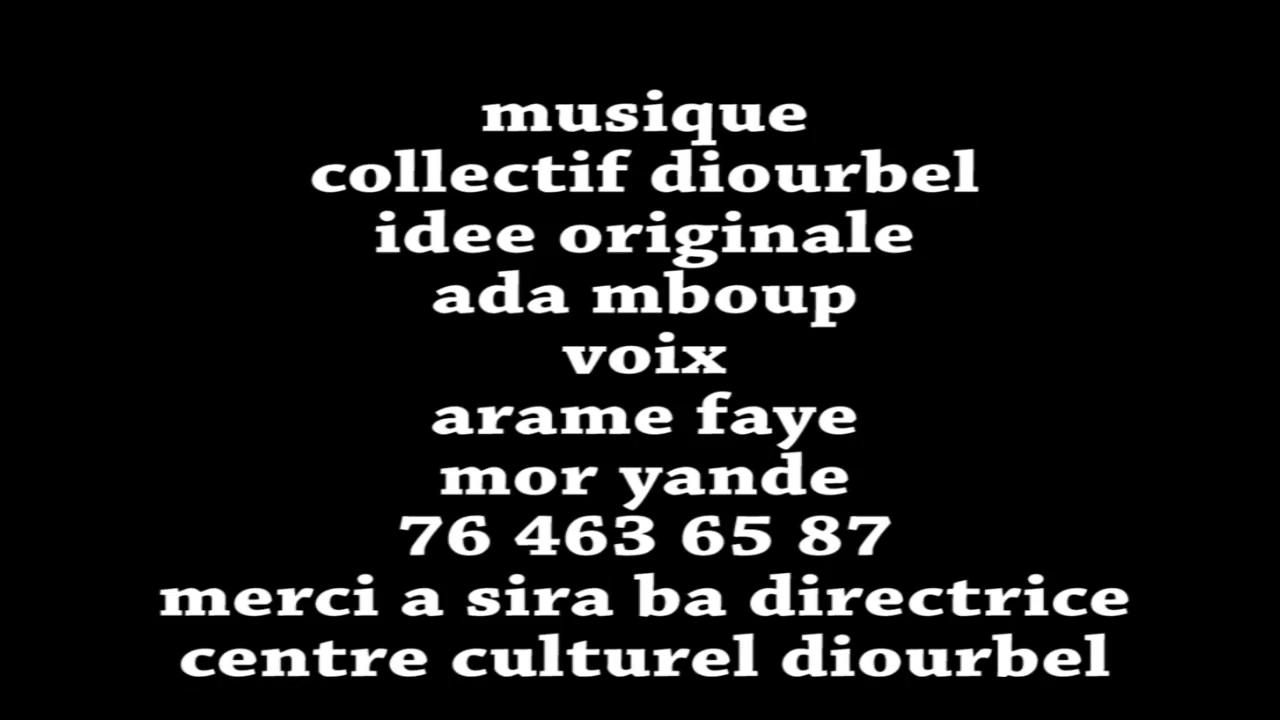 musique
collectif diourbel
idee originale
ada mboup
voix
arame faye
mor yande
76 463 65 87
merci a sira ba directrice
centre culturel diourbel